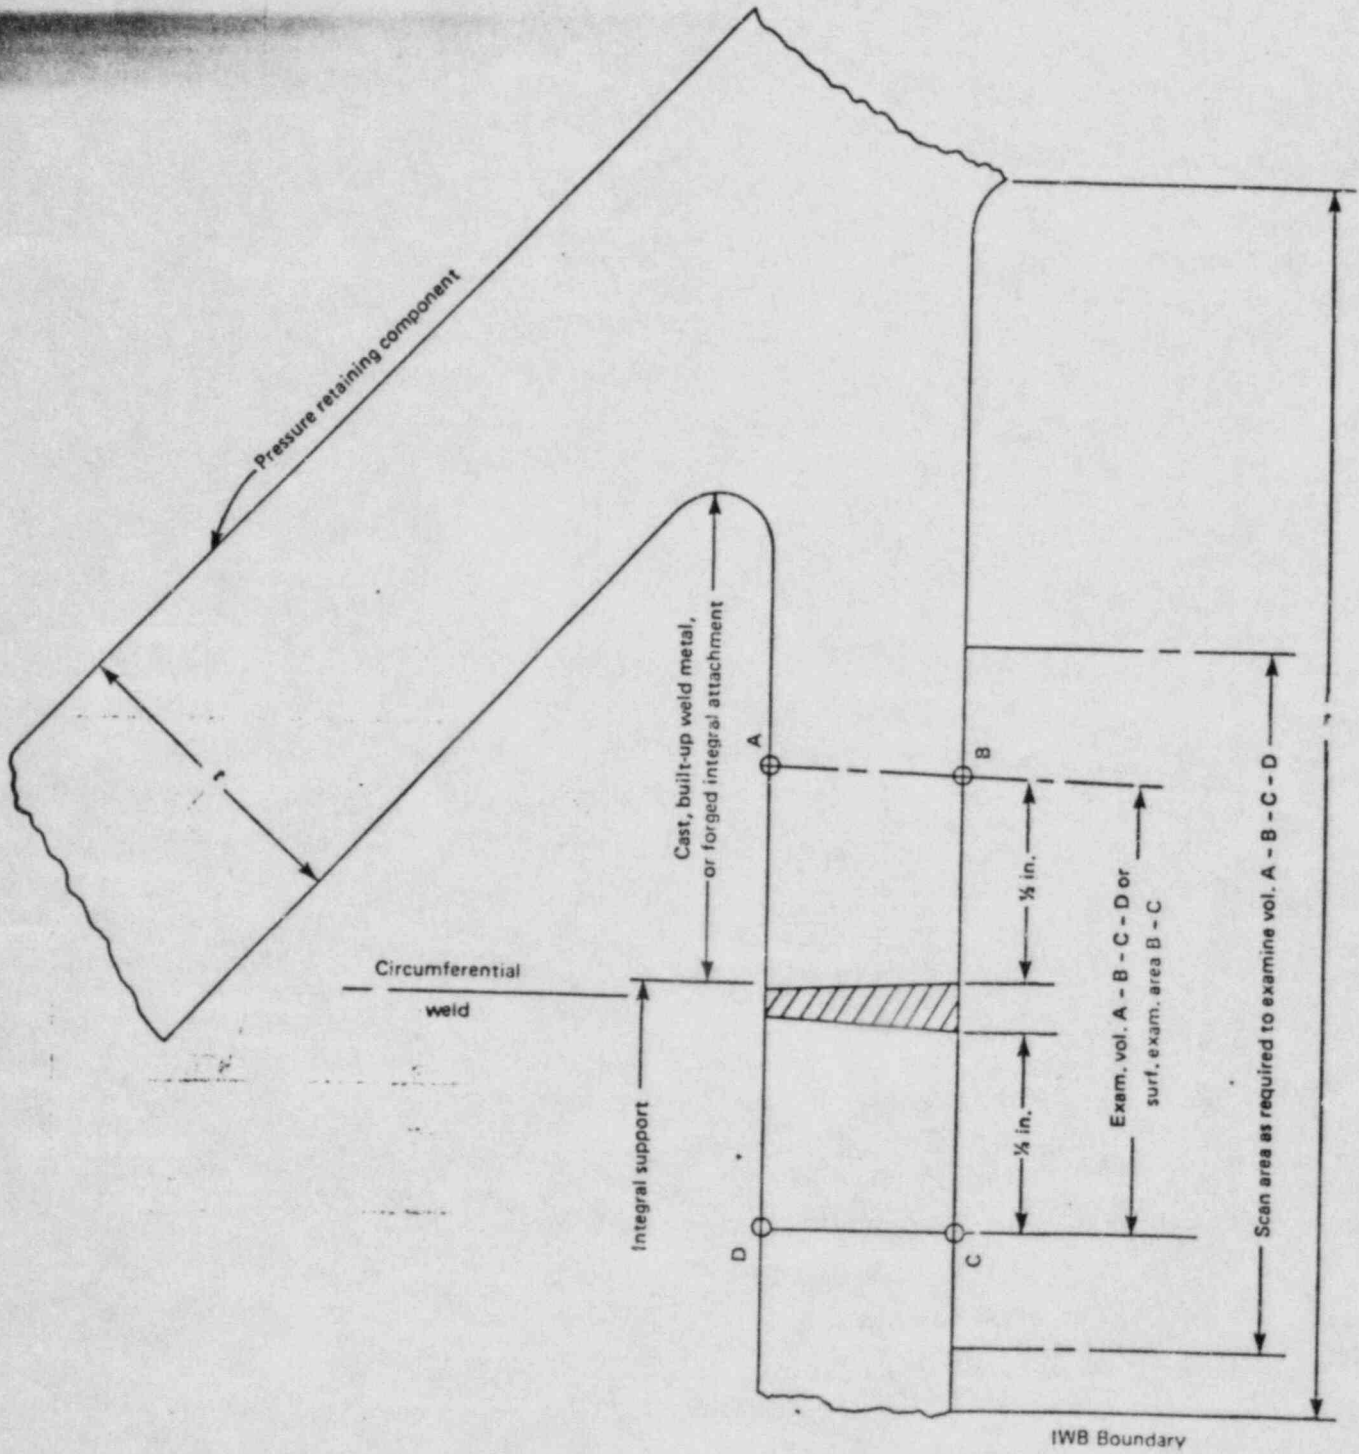 Pressure retaining component
t
Cast, built-up weld metal,
or forged integral attachment
Circumferential
weld
A
B
½ in.
Integral support
Exam. vol. A - B - C - D or
surf. exam. area B - C
½ in.
Scan area as required to examine vol. A - B - C - D
D
C
IWB Boundary